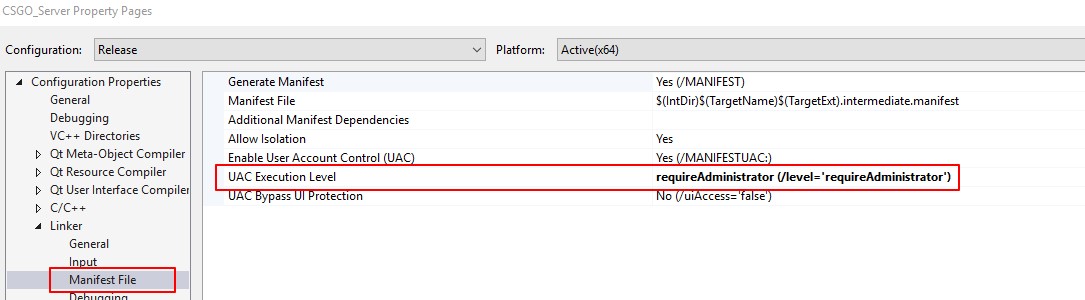 CSGO_Server Property Pages
Configuration: Release Platform: Active(x64)
Configuration Properties
General
Debugging
VC++ Directories
Qt Meta-Object Compiler
Qt Resource Compiler
Qt User Interface Compiler
C/C++
Linker
General
Input
Manifest File
Debugging
Generate Manifest Yes (/MANIFEST)
Manifest File $(IntDir)$(TargetName)$(TargetExt).intermediate.manifest
Additional Manifest Dependencies
Allow Isolation Yes
Enable User Account Control (UAC) Yes (/MANIFESTUAC:)
UAC Execution Level requireAdministrator (/level='requireAdministrator')
UAC Bypass UI Protection No (/uiAccess='false')